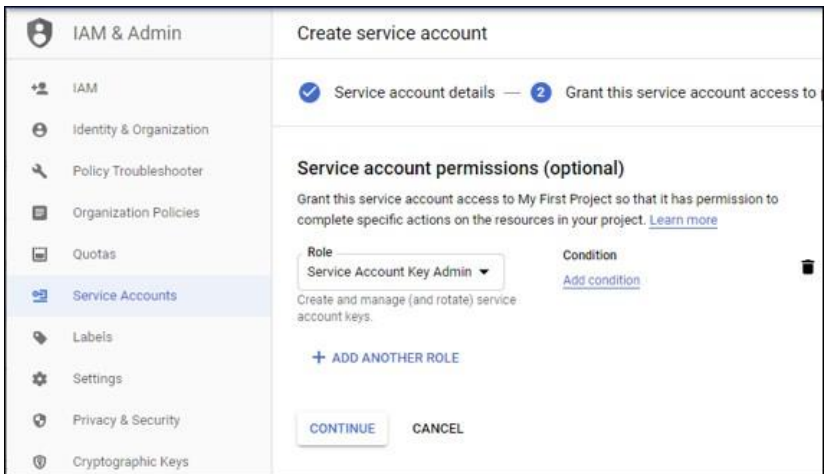 IAM & Admin
Create service account
IAM
Identity & Organization
Policy Troubleshooter
Organization Policies
Quotas
Service Accounts
Labels
Settings
Privacy & Security
Cryptographic Keys
Service account details — 2 Grant this service account access to
Service account permissions (optional)
Grant this service account access to My First Project so that it has permission to
complete specific actions on the resources in your project. Learn more
Role
Service Account Key Admin
Create and manage (and rotate) service
account keys.
Condition
Add condition
+ ADD ANOTHER ROLE
CONTINUE CANCEL